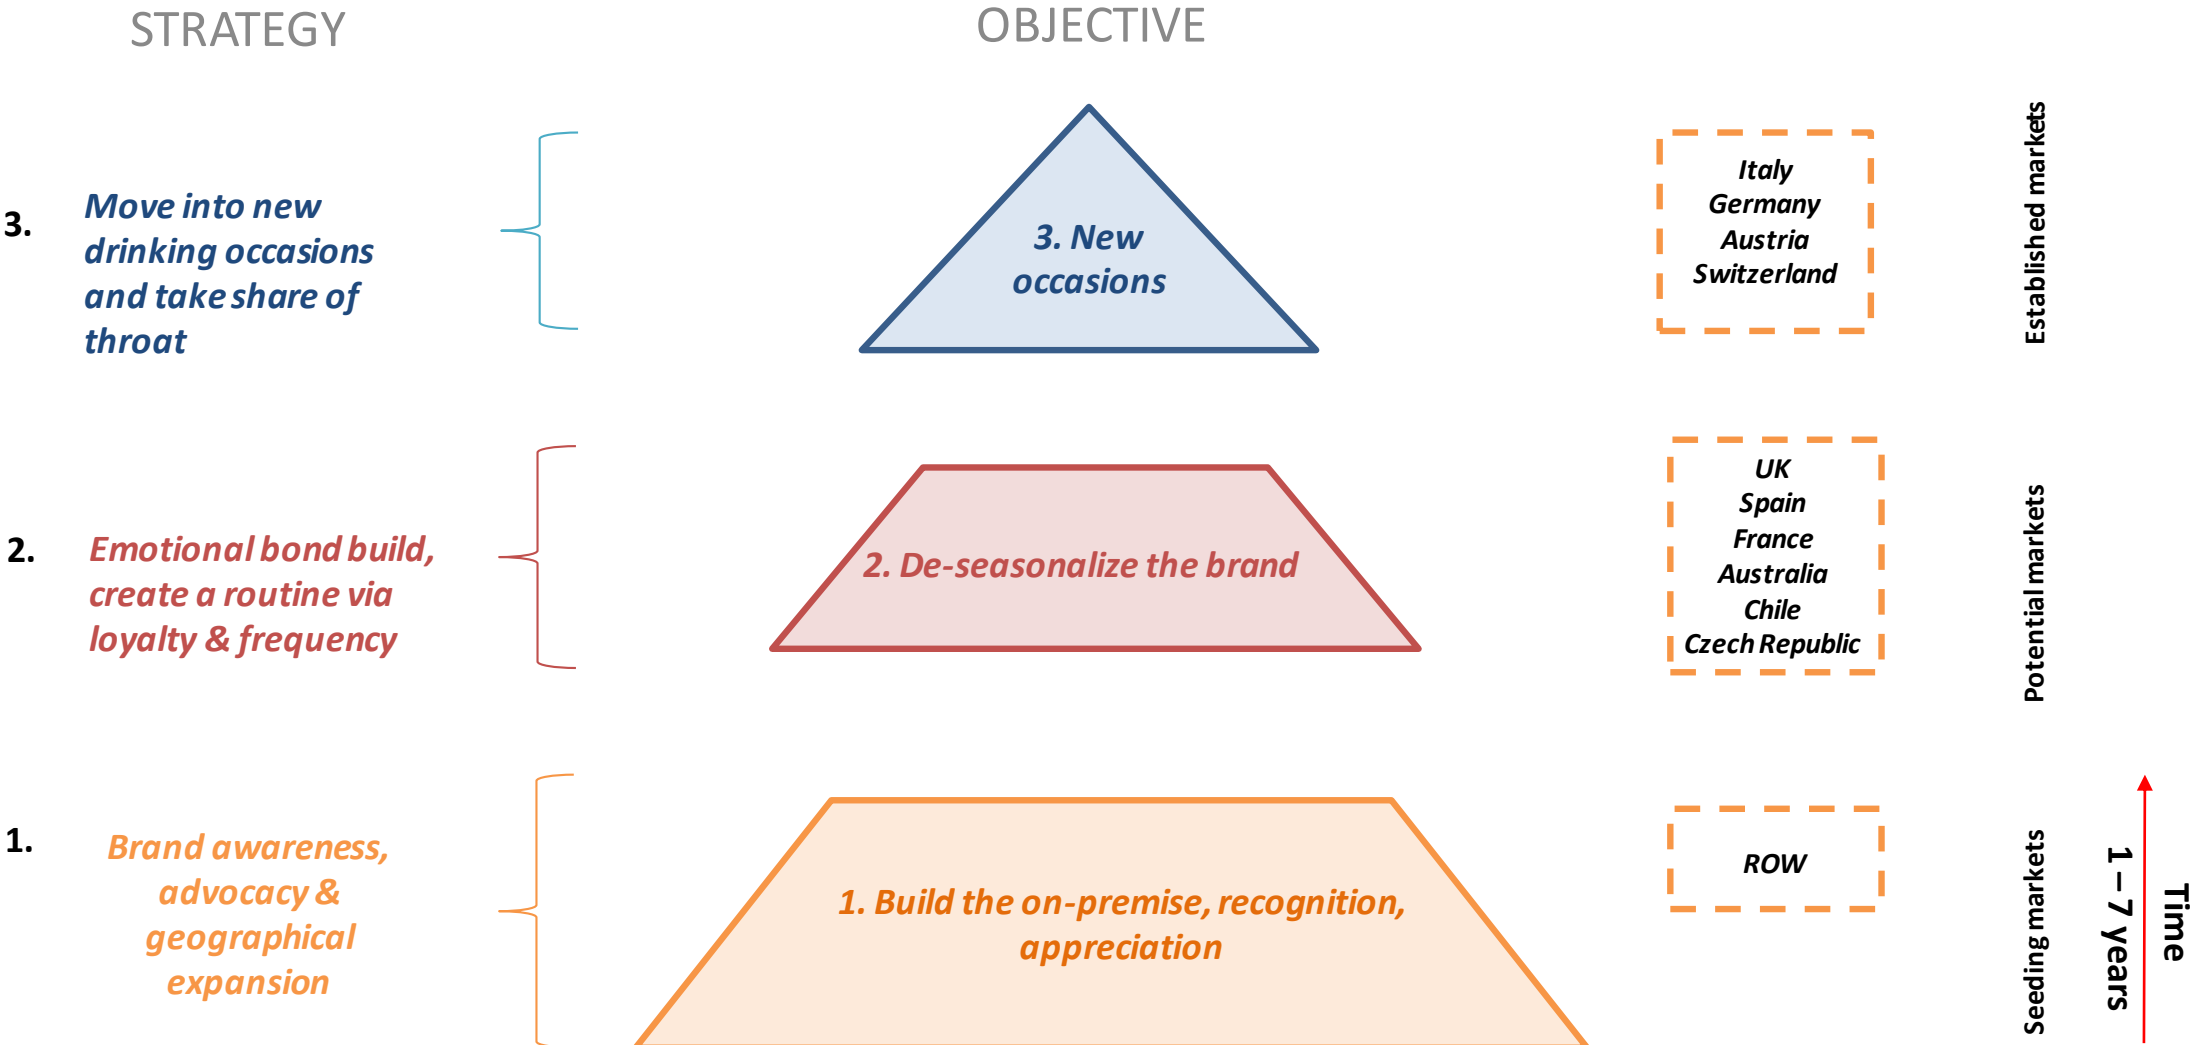 STRATEGY
OBJECTIVE
3.
Move into new
drinking occasions
and take share of
throat
3. New
occasions
Italy
Germany
Austria
Switzerland
Established markets
2.
Emotional bond build,
create a routine via
loyalty & frequency
2. De-seasonalize the brand
UK
Spain
France
Australia
Chile
Czech Republic
Potential markets
1.
Brand awareness,
advocacy &
geographical
expansion
1. Build the on-premise, recognition,
appreciation
ROW
Seeding markets
Time
1 – 7 years